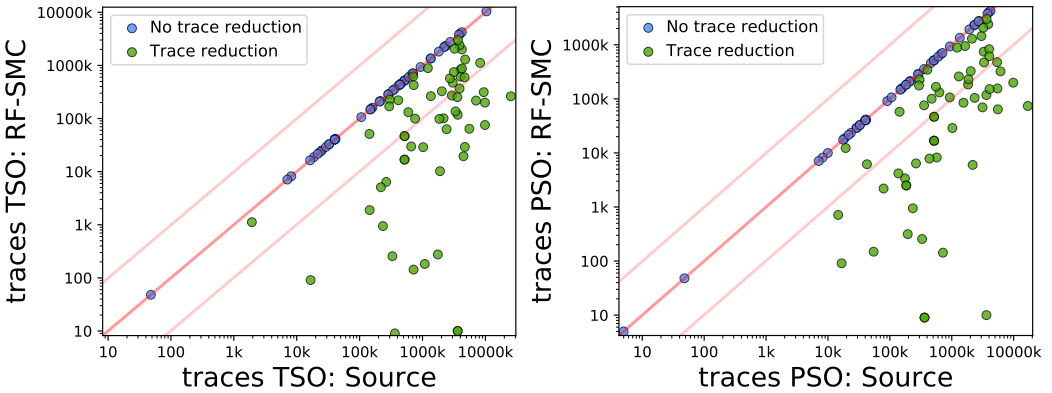 traces TSO: RF-SMC
10000k
1000k
100k
10k
1k
100
10
No trace reduction
Trace reduction
10 100 1k 10k 100k 1000k 10000k
traces TSO: Source
traces PSO: RF-SMC
1000k
100k
10k
1k
100
10
No trace reduction
Trace reduction
10 100 1k 10k 100k 1000k 10000k
traces PSO: Source